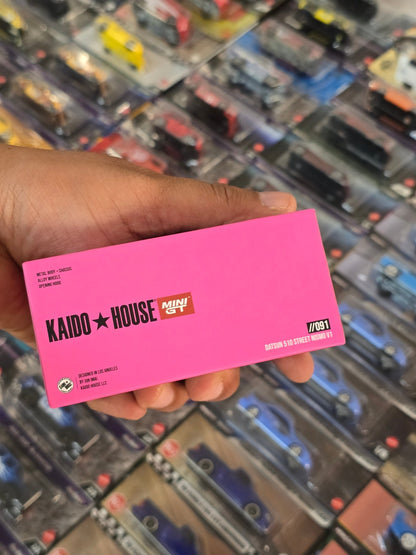 METAL BODY + CHASSIS
ALLOY WHEELS
OPENING HOOD
KAIDO★HOUSE MINI GT
//091
DATSUN 510 STREET NISMO V1
DESIGNED IN LOS ANGELES
BY JUN IMAI
KAIDO HOUSE LLC